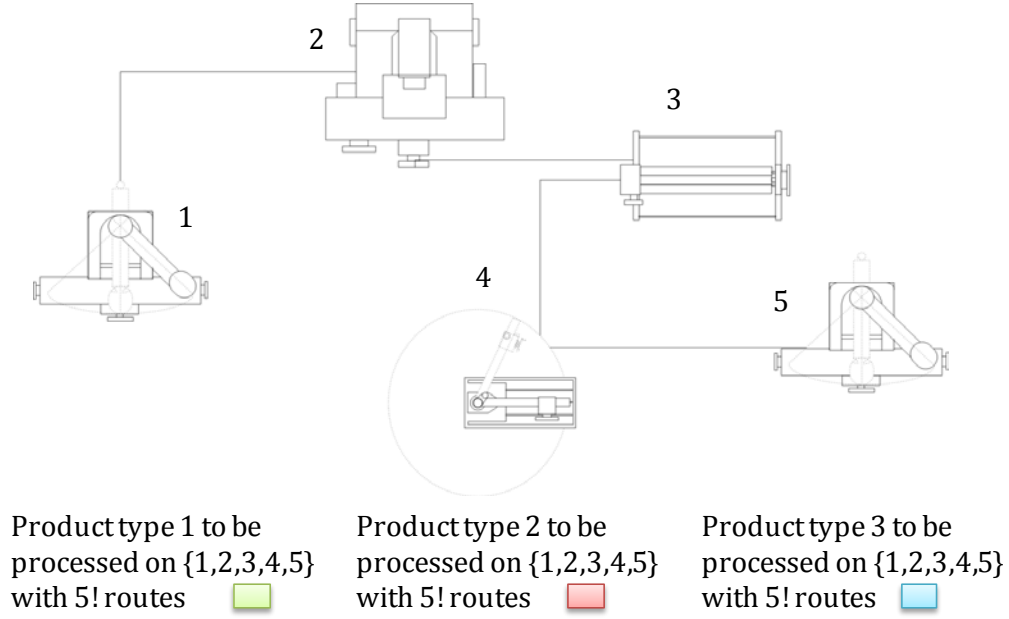 2
3
1
4
5
Product type 1 to be
processed on {1,2,3,4,5}
with 5! routes
Product type 2 to be
processed on {1,2,3,4,5}
with 5! routes
Product type 3 to be
processed on {1,2,3,4,5}
with 5! routes